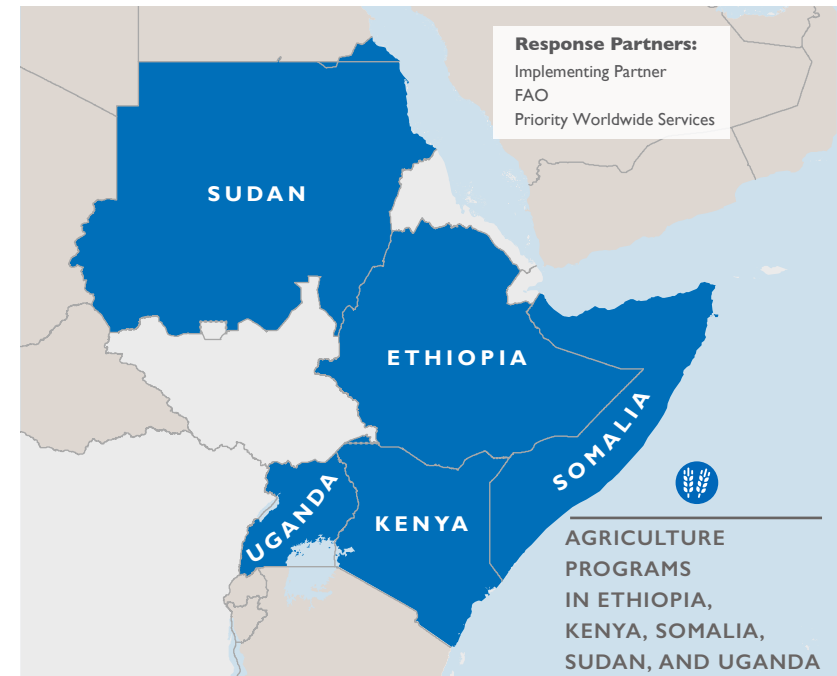 Response Partners:
Implementing Partner
FAO
Priority Worldwide Services
SUDAN
ETHIOPIA
SOMALIA
UGANDA
KENYA
AGRICULTURE
PROGRAMS
IN ETHIOPIA,
KENYA, SOMALIA,
SUDAN, AND UGANDA